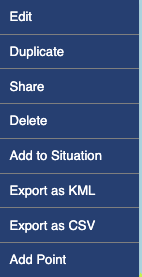 Edit
Duplicate
Share
Delete
Add to Situation
Export as KML
Export as CSV
Add Point